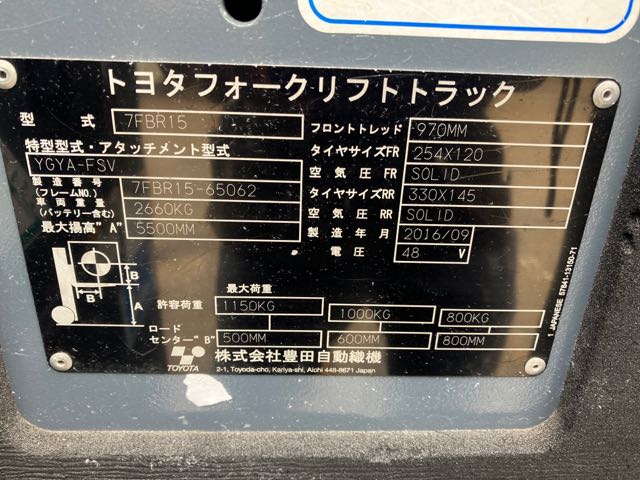 トヨタフォークリフトトラック
型 式 7FBR15
特型型式・アタッチメント型式
YGYA-FSV
製造番号
(フレームNO.) 7FBR15-65062
車両重量
(バッテリー含む) 2660KG
最大揚高"A" 5500MM
フロントトレッド 970MM
タイヤサイズFR 254X120
空気圧 FR SOLID
タイヤサイズRR 330X145
空気圧RR SOLID
製造年月 2016/09
電圧 48 V
B
B
A
最大荷重
許容荷重 1150KG 1000KG 800KG
ロード
センター"B" 500MM 600MM 800MM
TOYOTA
株式会社豊田自動織機
2-1, Toyoda-cho, Kariya-shi, Aichi 448-8671 Japan
1 JAPANESE 57641-13150-71